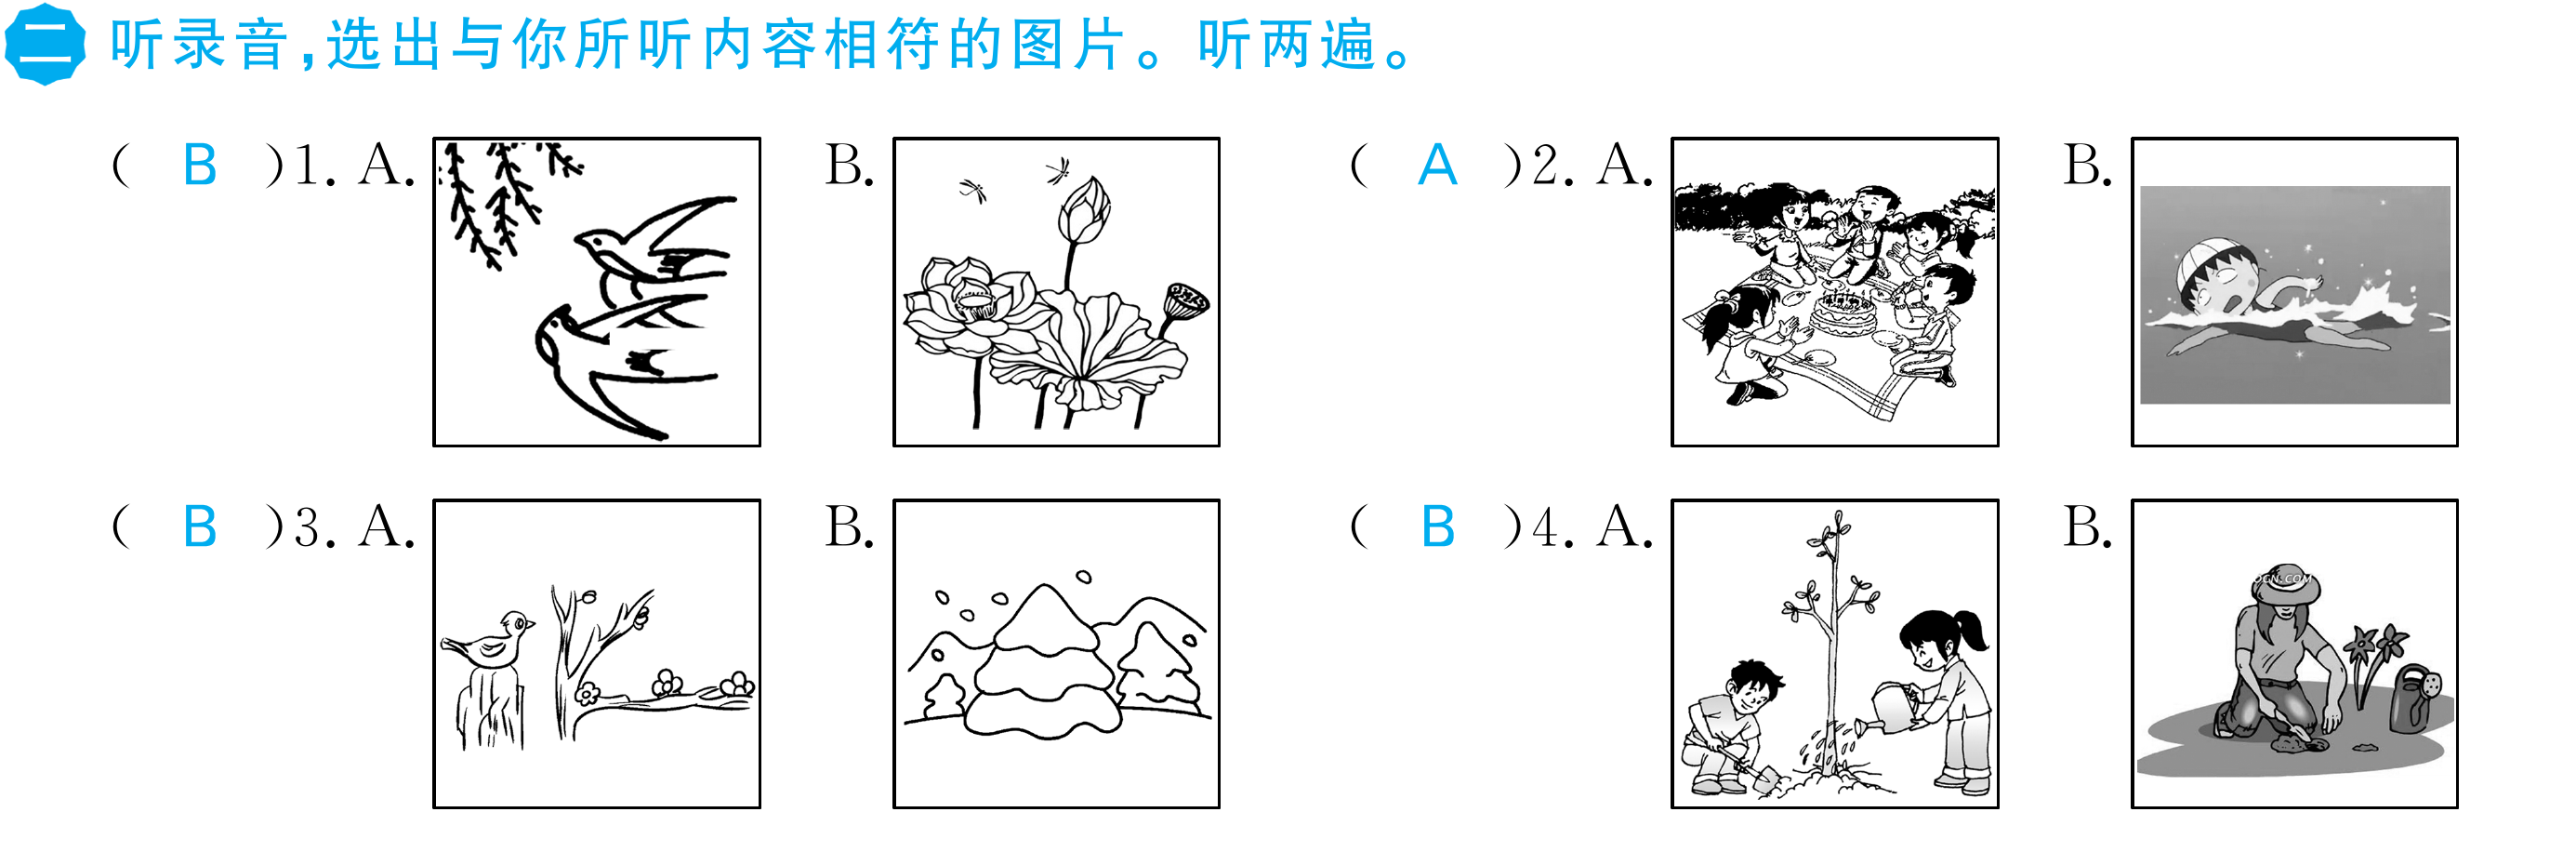 二 听录音,选出与你所听内容相符的图片。听两遍。
( B )1. A. B. ( A )2. A. B.
( B )3. A. B. ( B )4. A. B.